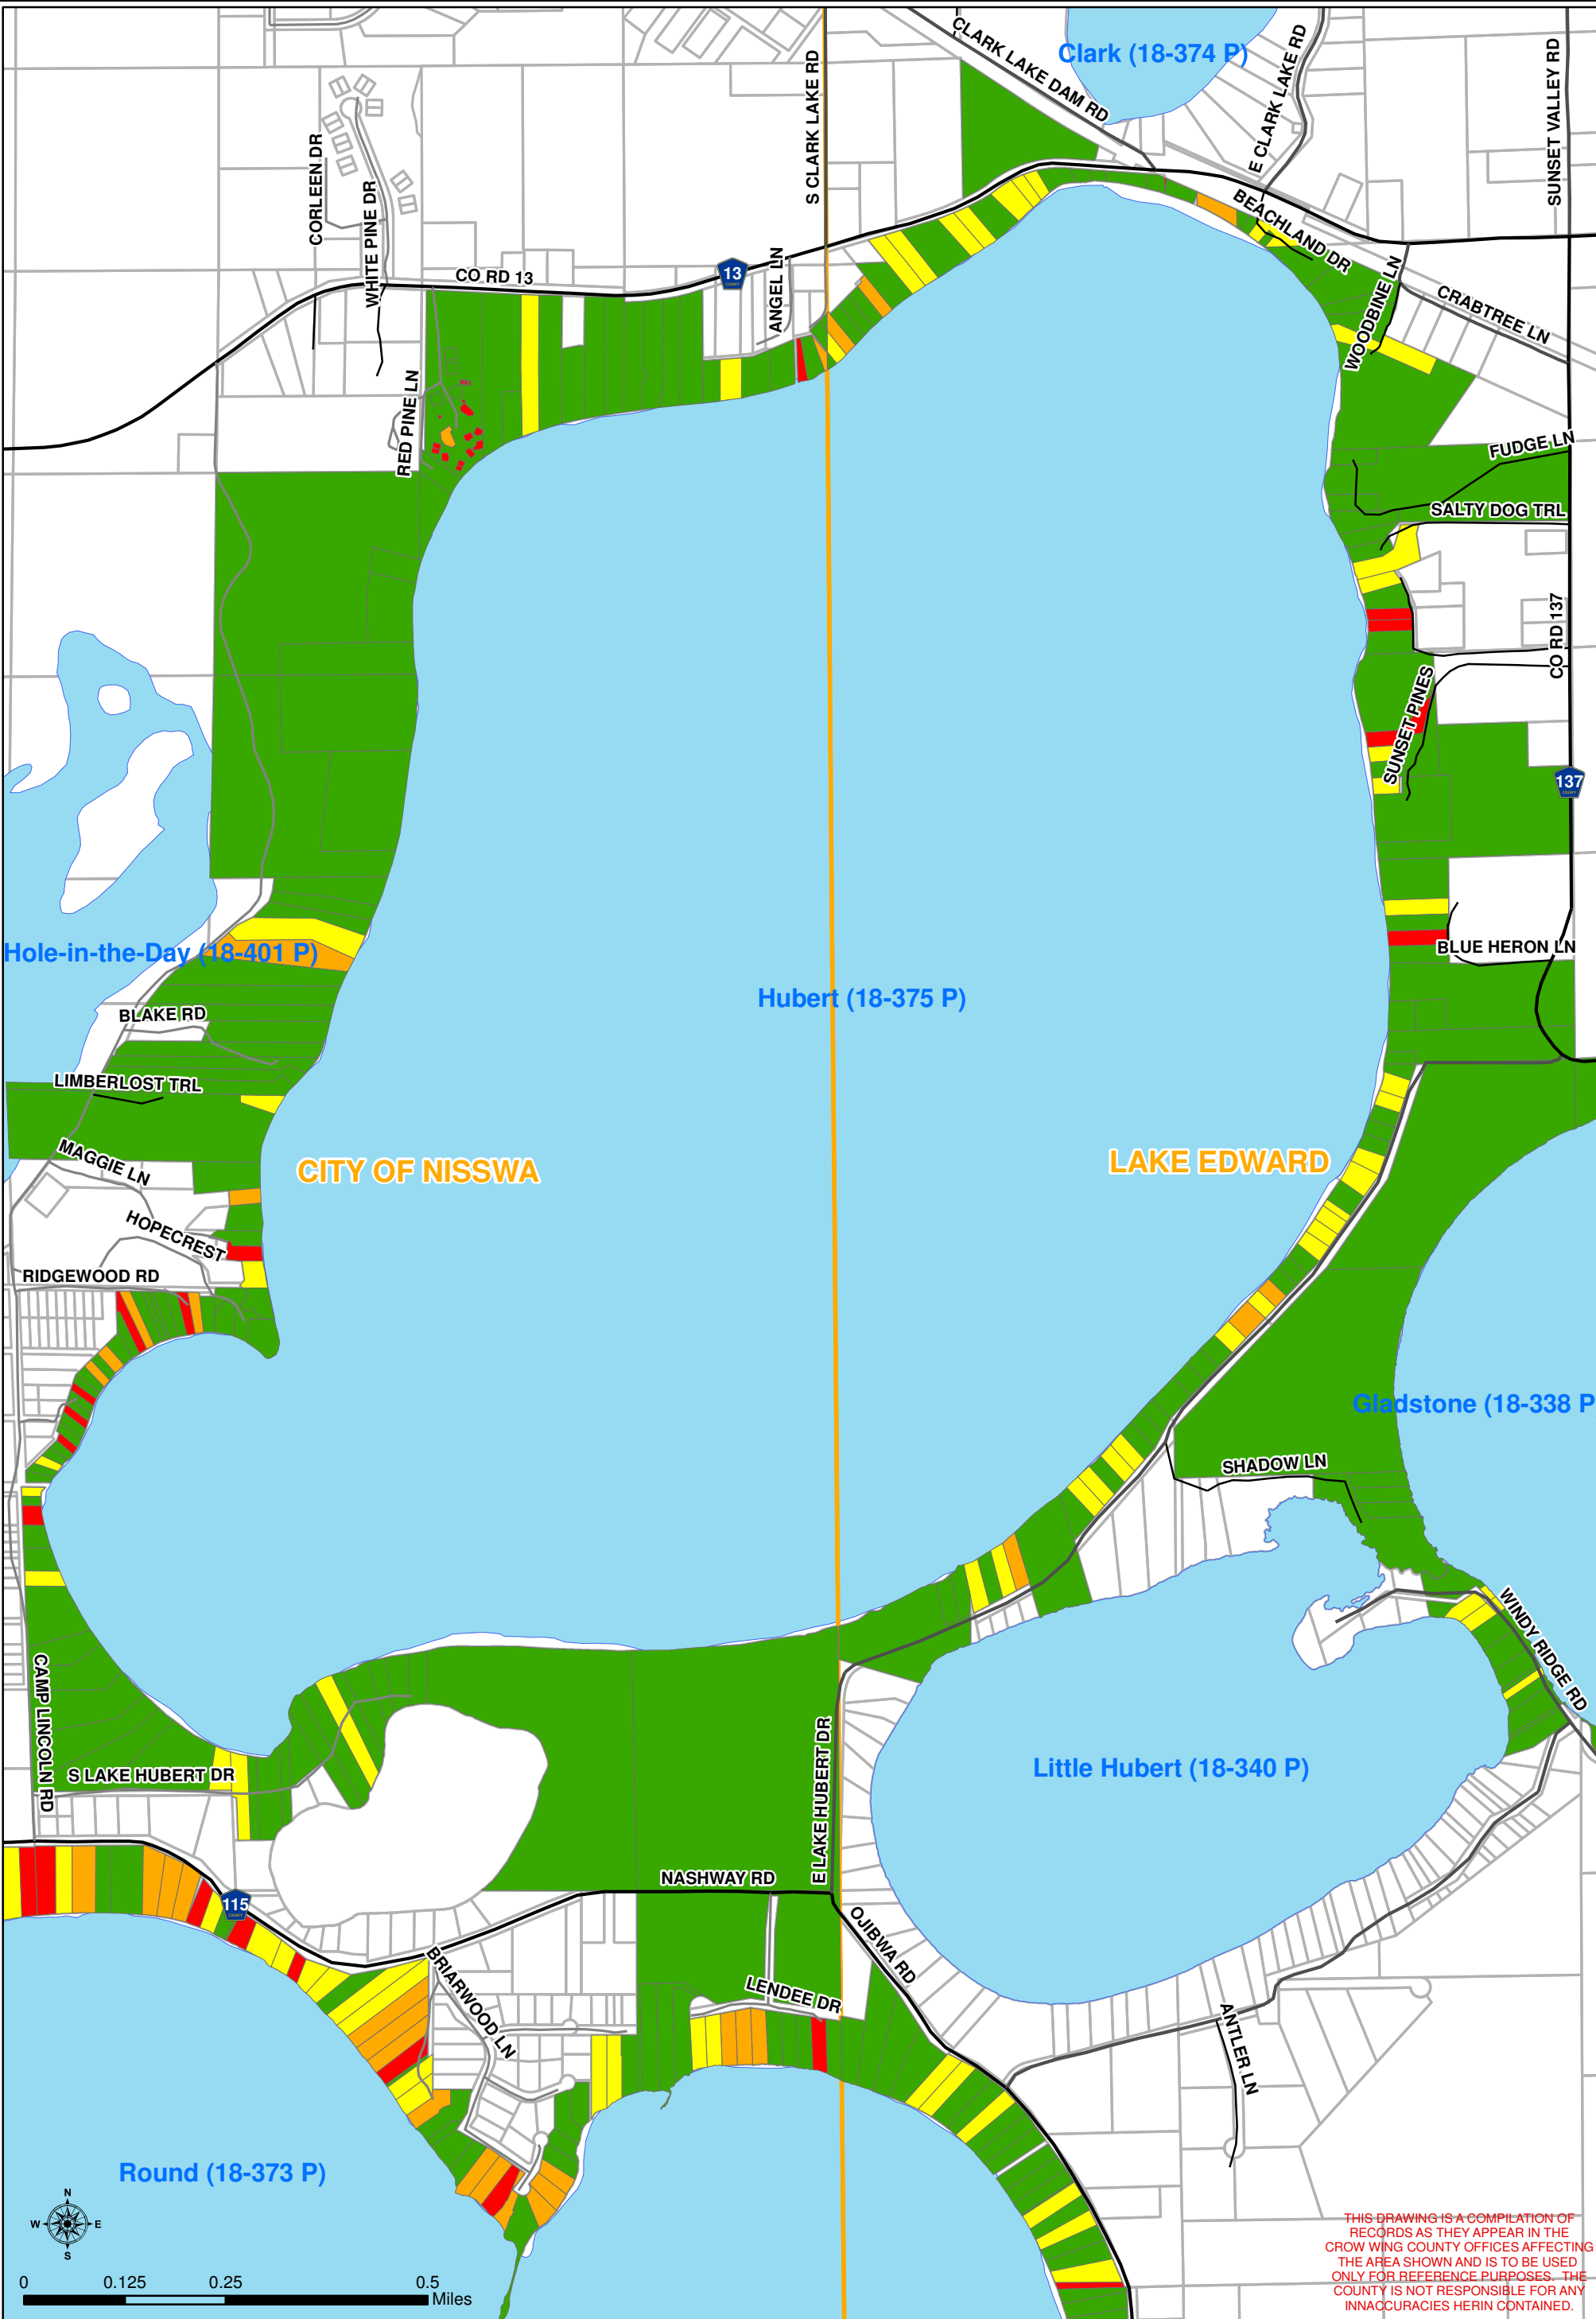 CLARK LAKE DAM RD
Clark (18-374 P)
E CLARK LAKE RD
SUNSET VALLEY RD
S CLARK LAKE RD
CORLEEN DR
WHITE PINE DR
BEACHLAND DR
WOODBINE LN
CRABTREE LN
CO RD 13
13
COUNTY
ANGEL LN
RED PINE LN
FUDGE LN
SALTY DOG TRL
CO RD 137
SUNSET PINES
137
COUNTY
Hole-in-the-Day (18-401 P)
BLUE HERON LN
Hubert (18-375 P)
BLAKE RD
LIMBERLOST TRL
MAGGIE LN
CITY OF NISSWA
LAKE EDWARD
HOPECREST
RIDGEWOOD RD
Gladstone (18-338 P
SHADOW LN
WINDY RIDGE RD
CAMP LINCOLN RD
S LAKE HUBERT DR
E LAKE HUBERT DR
Little Hubert (18-340 P)
NASHWAY RD
115
COUNTY
OJIBWA RD
BRIARWOOD LN
LENDEE DR
ANTLER LN
Round (18-373 P)
N
W
E
S
0 0.125 0.25 0.5
Miles
THIS DRAWING IS A COMPILATION OF
RECORDS AS THEY APPEAR IN THE
CROW WING COUNTY OFFICES AFFECTING
THE AREA SHOWN AND IS TO BE USED
ONLY FOR REFERENCE PURPOSES. THE
COUNTY IS NOT RESPONSIBLE FOR ANY
INNACCURACIES HERIN CONTAINED.